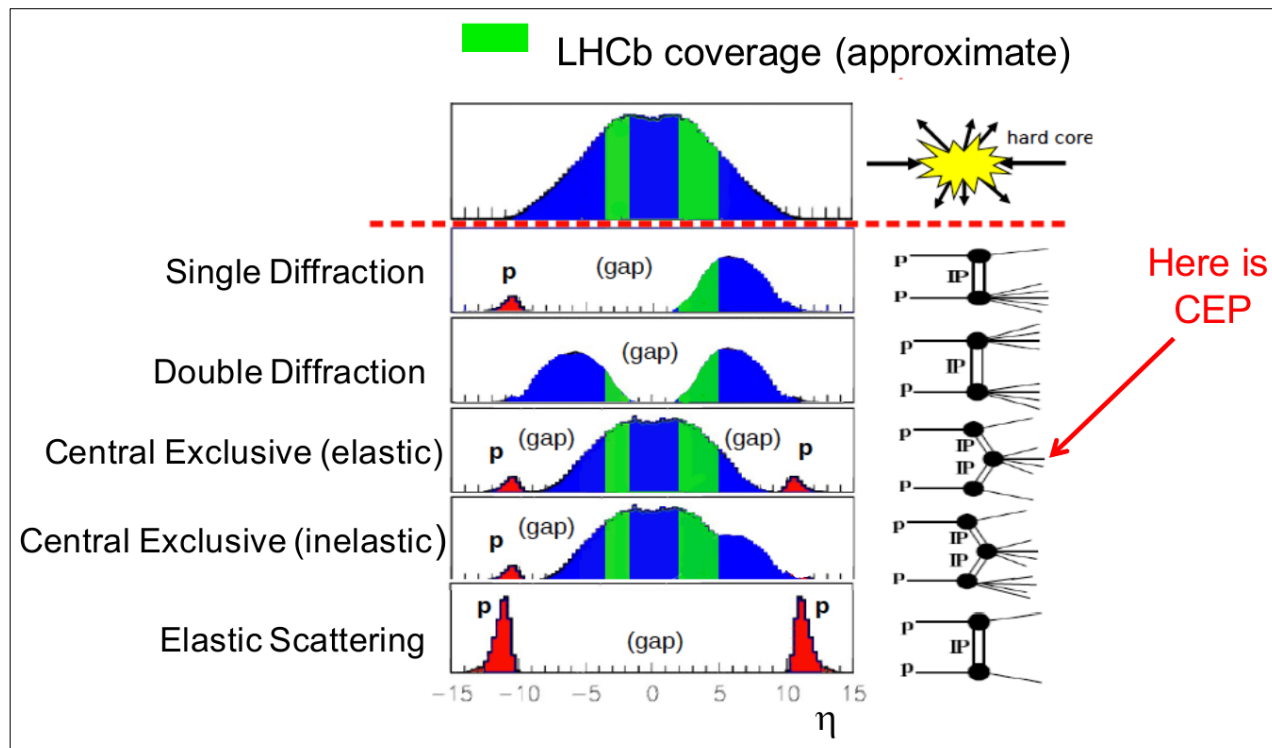 LHCb coverage (approximate)
hard core
Single Diffraction
p
(gap)
p
IP
p
Here is
CEP
Double Diffraction
(gap)
p
IP
p
Central Exclusive (elastic)
p
(gap)
(gap)
p
p
IP
IP
p
Central Exclusive (inelastic)
p
(gap)
p
IP
IP
p
Elastic Scattering
p
(gap)
p
p
IP
p
−15 −10 −5 0 5 10 15
η